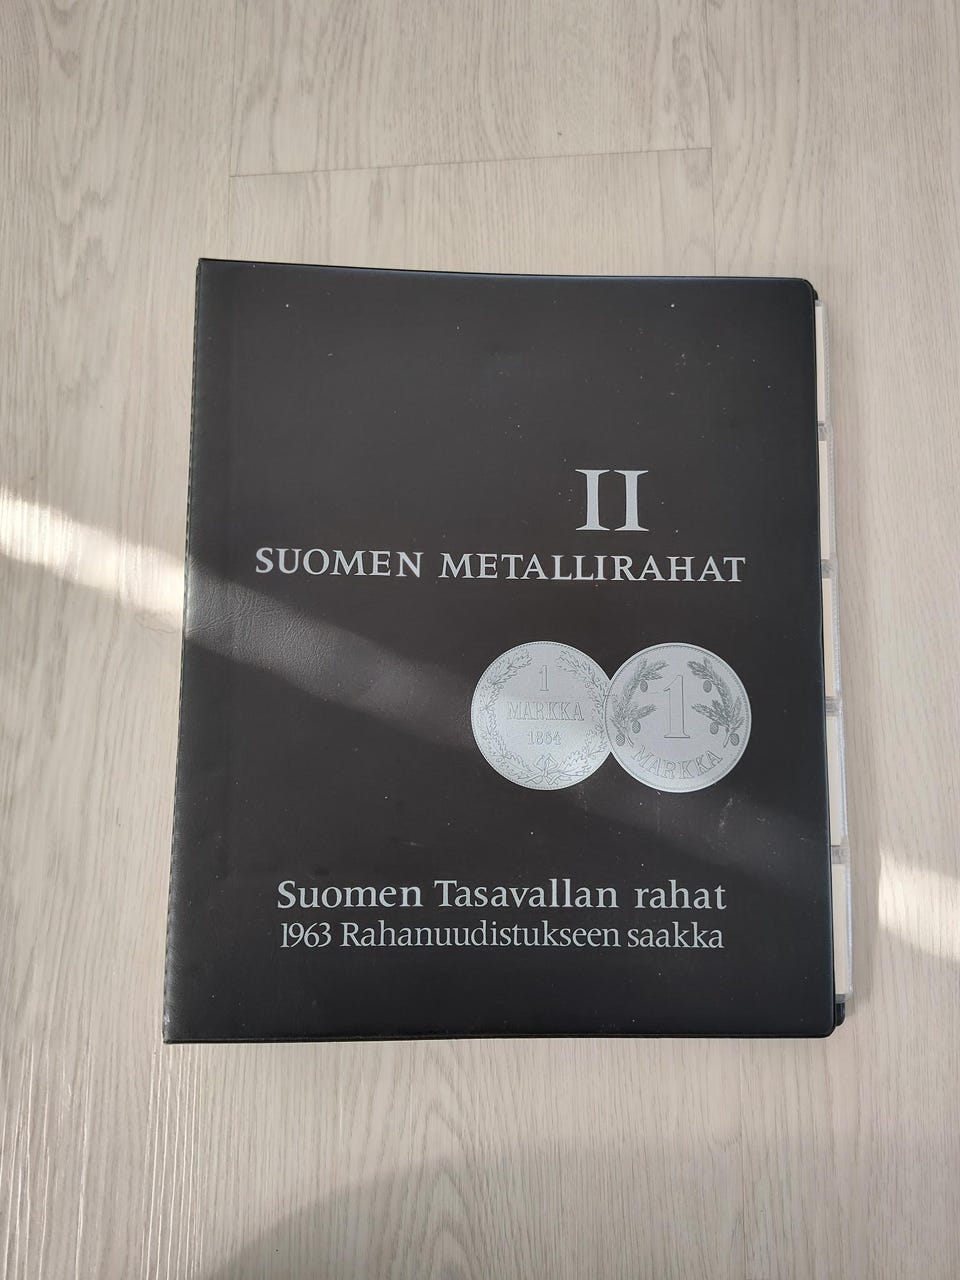 II
SUOMEN METALLIRAHAT
1
MARKKA
1864
1
MARKKA
Suomen Tasavallan rahat
1963 Rahanuudistukseen saakka